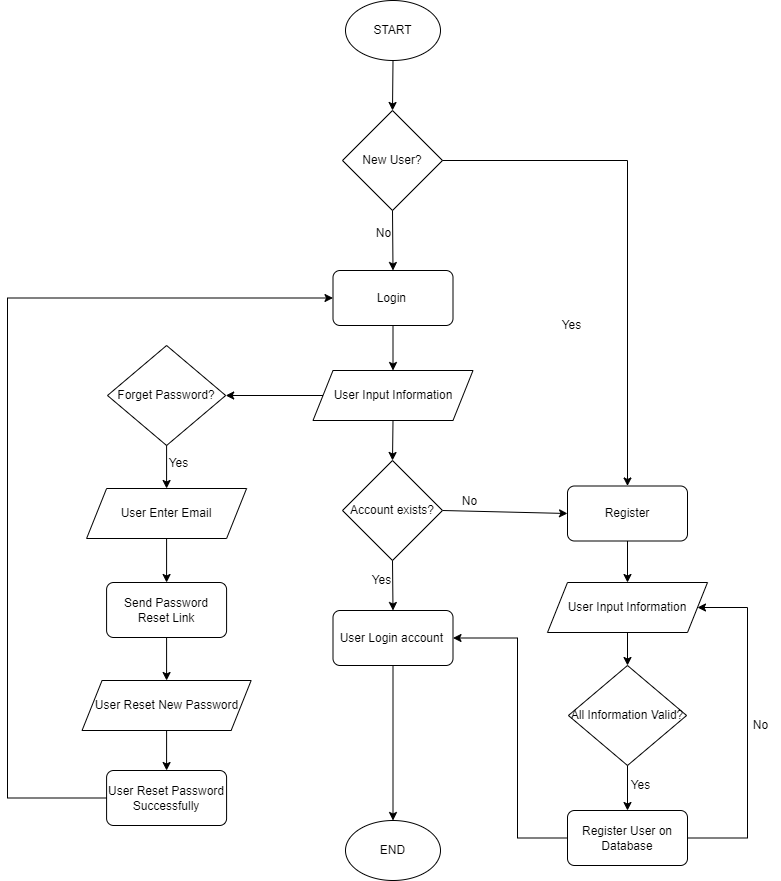 START
New User?
No
Login
Yes
Forget Password?
User Input Information
Yes
Account exists?
No
User Enter Email
Register
Yes
Send Password
Reset Link
User Input Information
User Login account
User Reset New Password
All Information Valid?
No
Yes
User Reset Password
Successfully
Register User on
Database
END